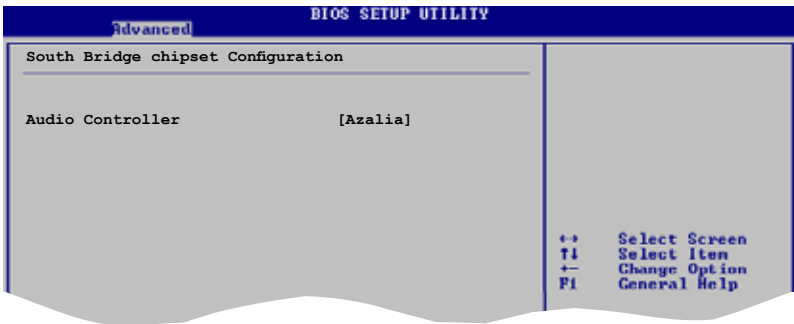 BIOS SETUP UTILITY
Advanced
South Bridge chipset Configuration
Audio Controller [Azalia]
↔ Select Screen
↑↓ Select Item
+- Change Option
F1 General Help